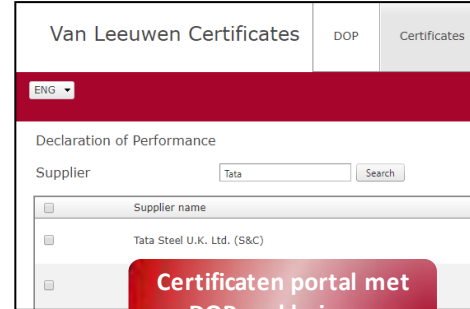 Van Leeuwen Certificates
DOP
Certificates
ENG
Declaration of Performance
Supplier
Tata
Search
Supplier name
Tata Steel U.K. Ltd. (S&C)
Certificaten portal met